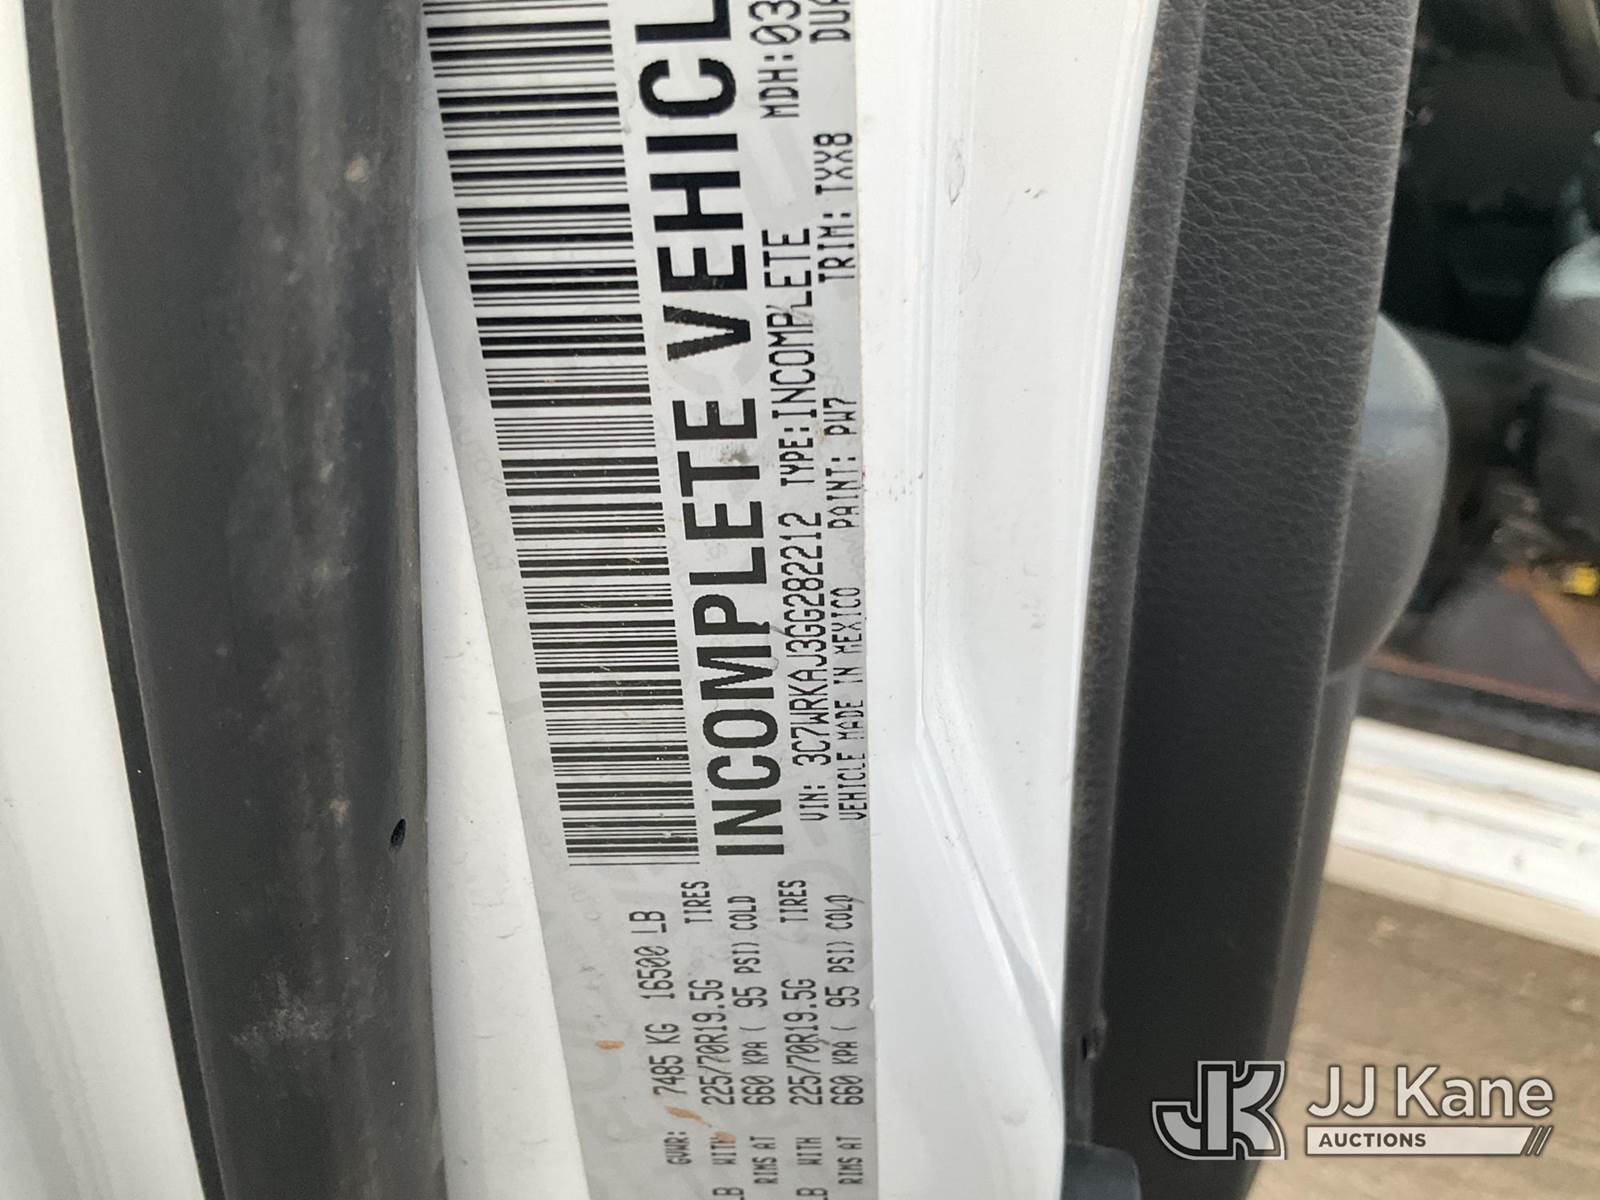 GVWR: 7485 KG 16500 LB
LB WITH 225/70R19.5G TIRES
RIMS AT 660 KPA ( 95 PSI) COLD
LB WITH 225/70R19.5G TIRES
RIMS AT 660 KPA ( 95 PSI) COLD
INCOMPLETE VEHICL
VIN: 3C7WRKAJ3GG282212 TYPE:INCOMPLETE MDH:03
VEHICLE MADE IN MEXICO PAINT: PW7 TRIM: TXX8 DUA
JK JJ Kane
AUCTIONS